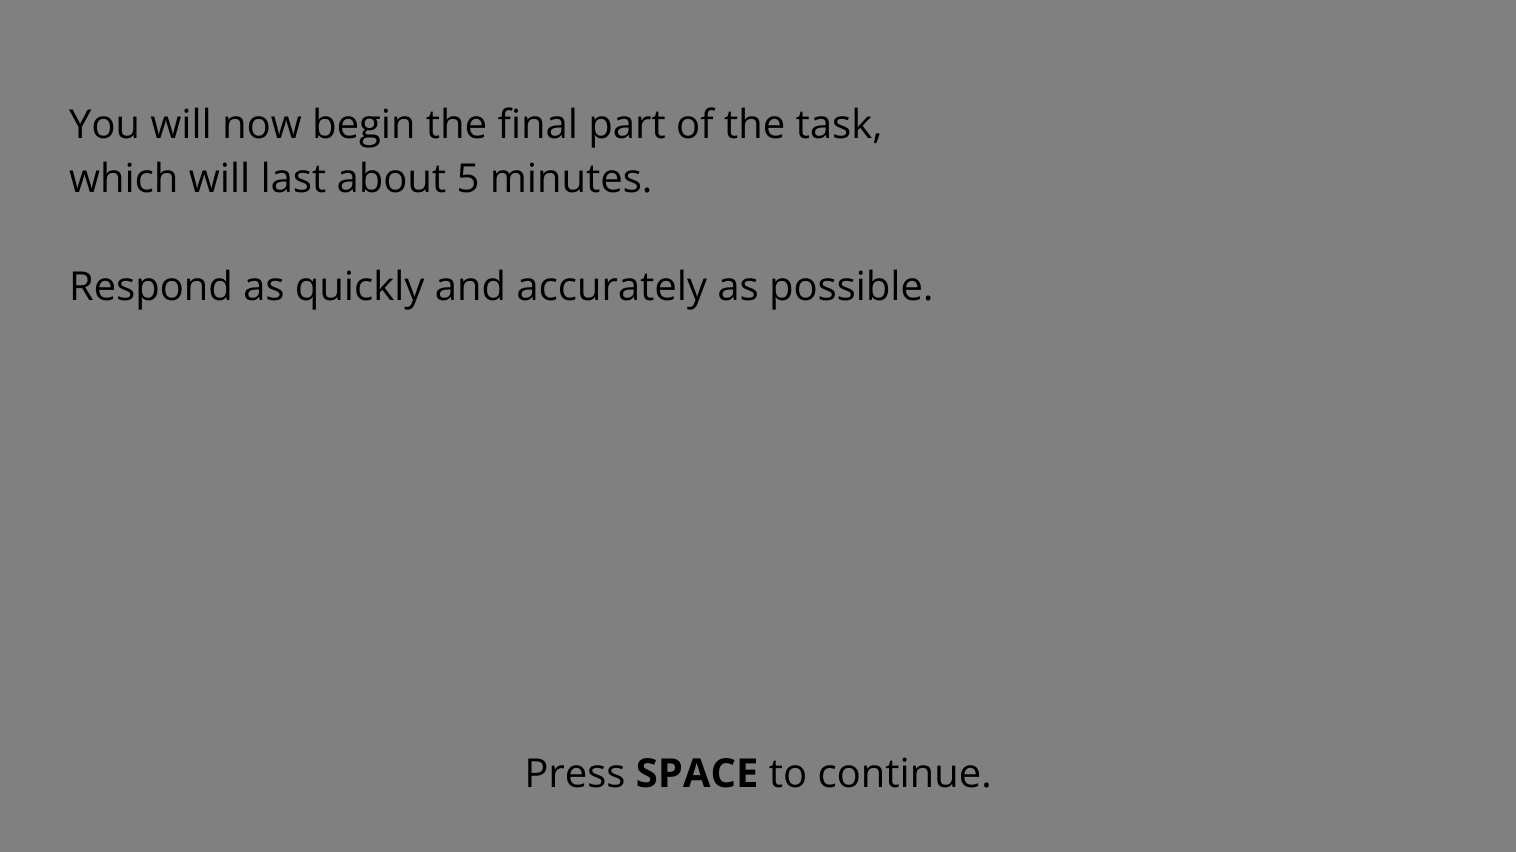 You will now begin the final part of the task,
which will last about 5 minutes.
Respond as quickly and accurately as possible.
Press SPACE to continue.